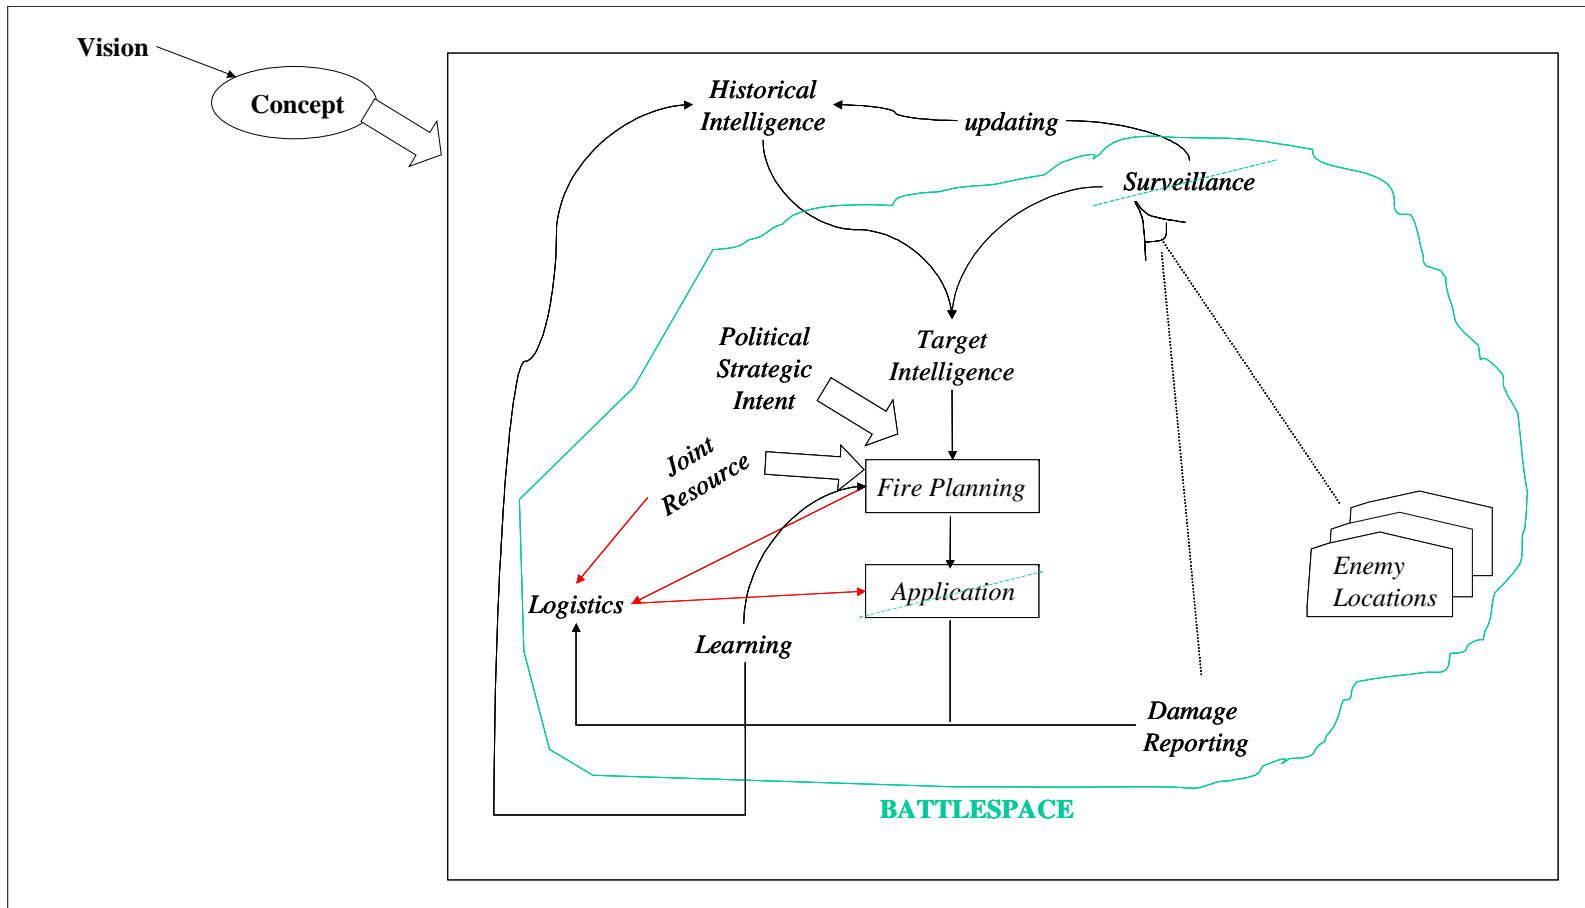 Vision
Concept
Historical
Intelligence
updating
Surveillance
Political
Strategic
Intent
Target
Intelligence
Joint
Resource
Fire Planning
Application
Logistics
Learning
Enemy
Locations
Damage
Reporting
BATTLESPACE